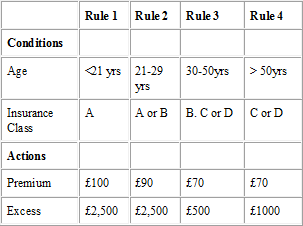 Rule 1 Rule 2 Rule 3 Rule 4
Conditions
Age <21 yrs 21-29 yrs 30-50yrs > 50yrs
Insurance Class A A or B B. C or D C or D
Actions
Premium £100 £90 £70 £70
Excess £2,500 £2,500 £500 £1000